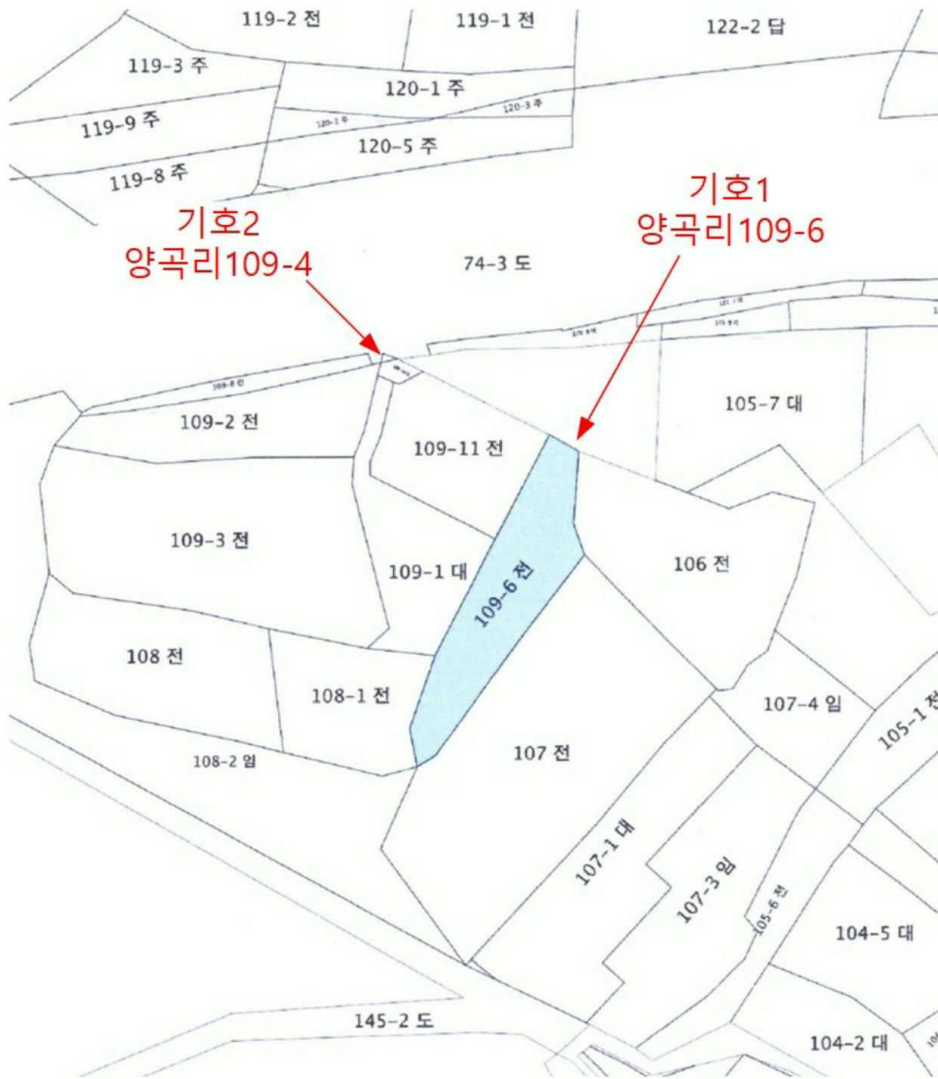 119-2 전
119-1 전
122-2 답
119-3 주
120-1 주
120-3 주
119-9 주
120-5 주
119-8 주
기호2
양곡리109-4
기호1
양곡리109-6
74-3 도
109-2 전
105-7 대
109-11 전
109-3 전
109-1 대
109-6 전
106 전
108 전
108-1 전
107-4 임
105-1 전
108-2 임
107 전
107-1 대
107-3 임
105-6 전
104-5 대
145-2 도
104-2 대